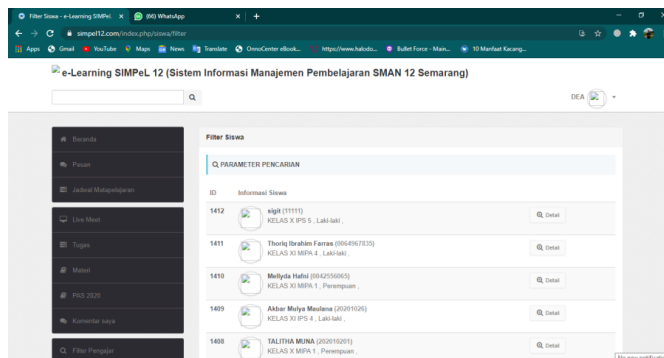 Filter Siswa - e-Learning SIMPeL
(66) WhatsApp
simpel12.com/index.php/siswa/filter
Apps Gmail YouTube Maps News Translate OmoCenter eBook... https://www.halodo... Bullet Force - Main... 10 Manfaat Kacang...
e-Learning SIMPeL 12 (Sistem Informasi Manajemen Pembelajaran SMAN 12 Semarang)
DEA
Beranda
Pesan
Jadwal Matapelajaran
Live Meet
Tugas
Materi
PAS 2020
Komentar saya
Filter Pengajar
Filter Siswa
PARAMETER PENCARIAN
ID Informasi Siswa
1412 sigit (11111) Detail
KELAS X IPS 5 , Laki-laki ,
1411 Thoriq Ibrahim Farras (0064967835) Detail
KELAS XI MIPA 4 , Laki-laki ,
1410 Mellyda Hafni (0042556065) Detail
KELAS XI MIPA 1 , Perempuan ,
1409 Akbar Mulya Maulana (20201026) Detail
KELAS XI IPS 4 , Laki-laki ,
1408 TALITHA MUNA (202010201) Detail
KELAS X MIPA 1 , Perempuan ,